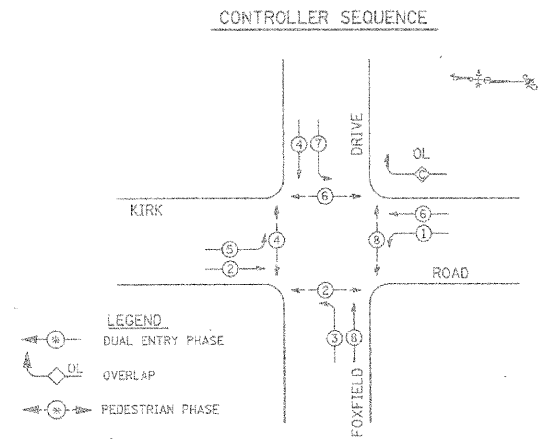 CONTROLLER SEQUENCE
DRIVE
4 7
OL
C
6
KIRK
6
5 4 8 1
2
ROAD
2
LEGEND
* DUAL ENTRY PHASE
3 8
OL OVERLAP
* PEDESTRIAN PHASE
FOXFIELD